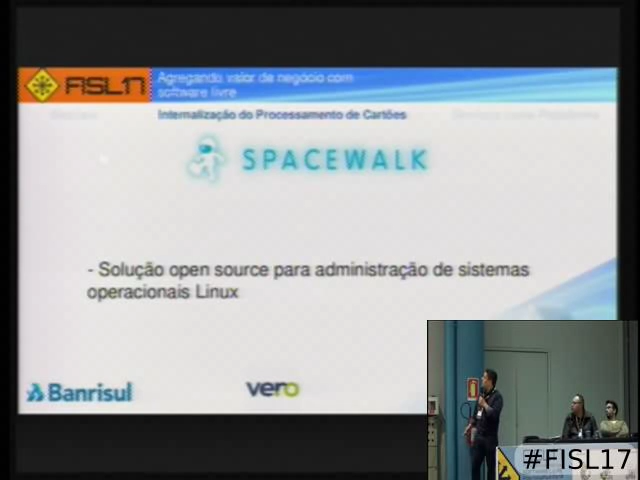 FISL17
Agregando valor de negócio com
software livre
Internalização do Processamento de Cartões
SPACEWALK
- Solução open source para administração de sistemas
operacionais Linux
Banrisul
vero
#FISL17